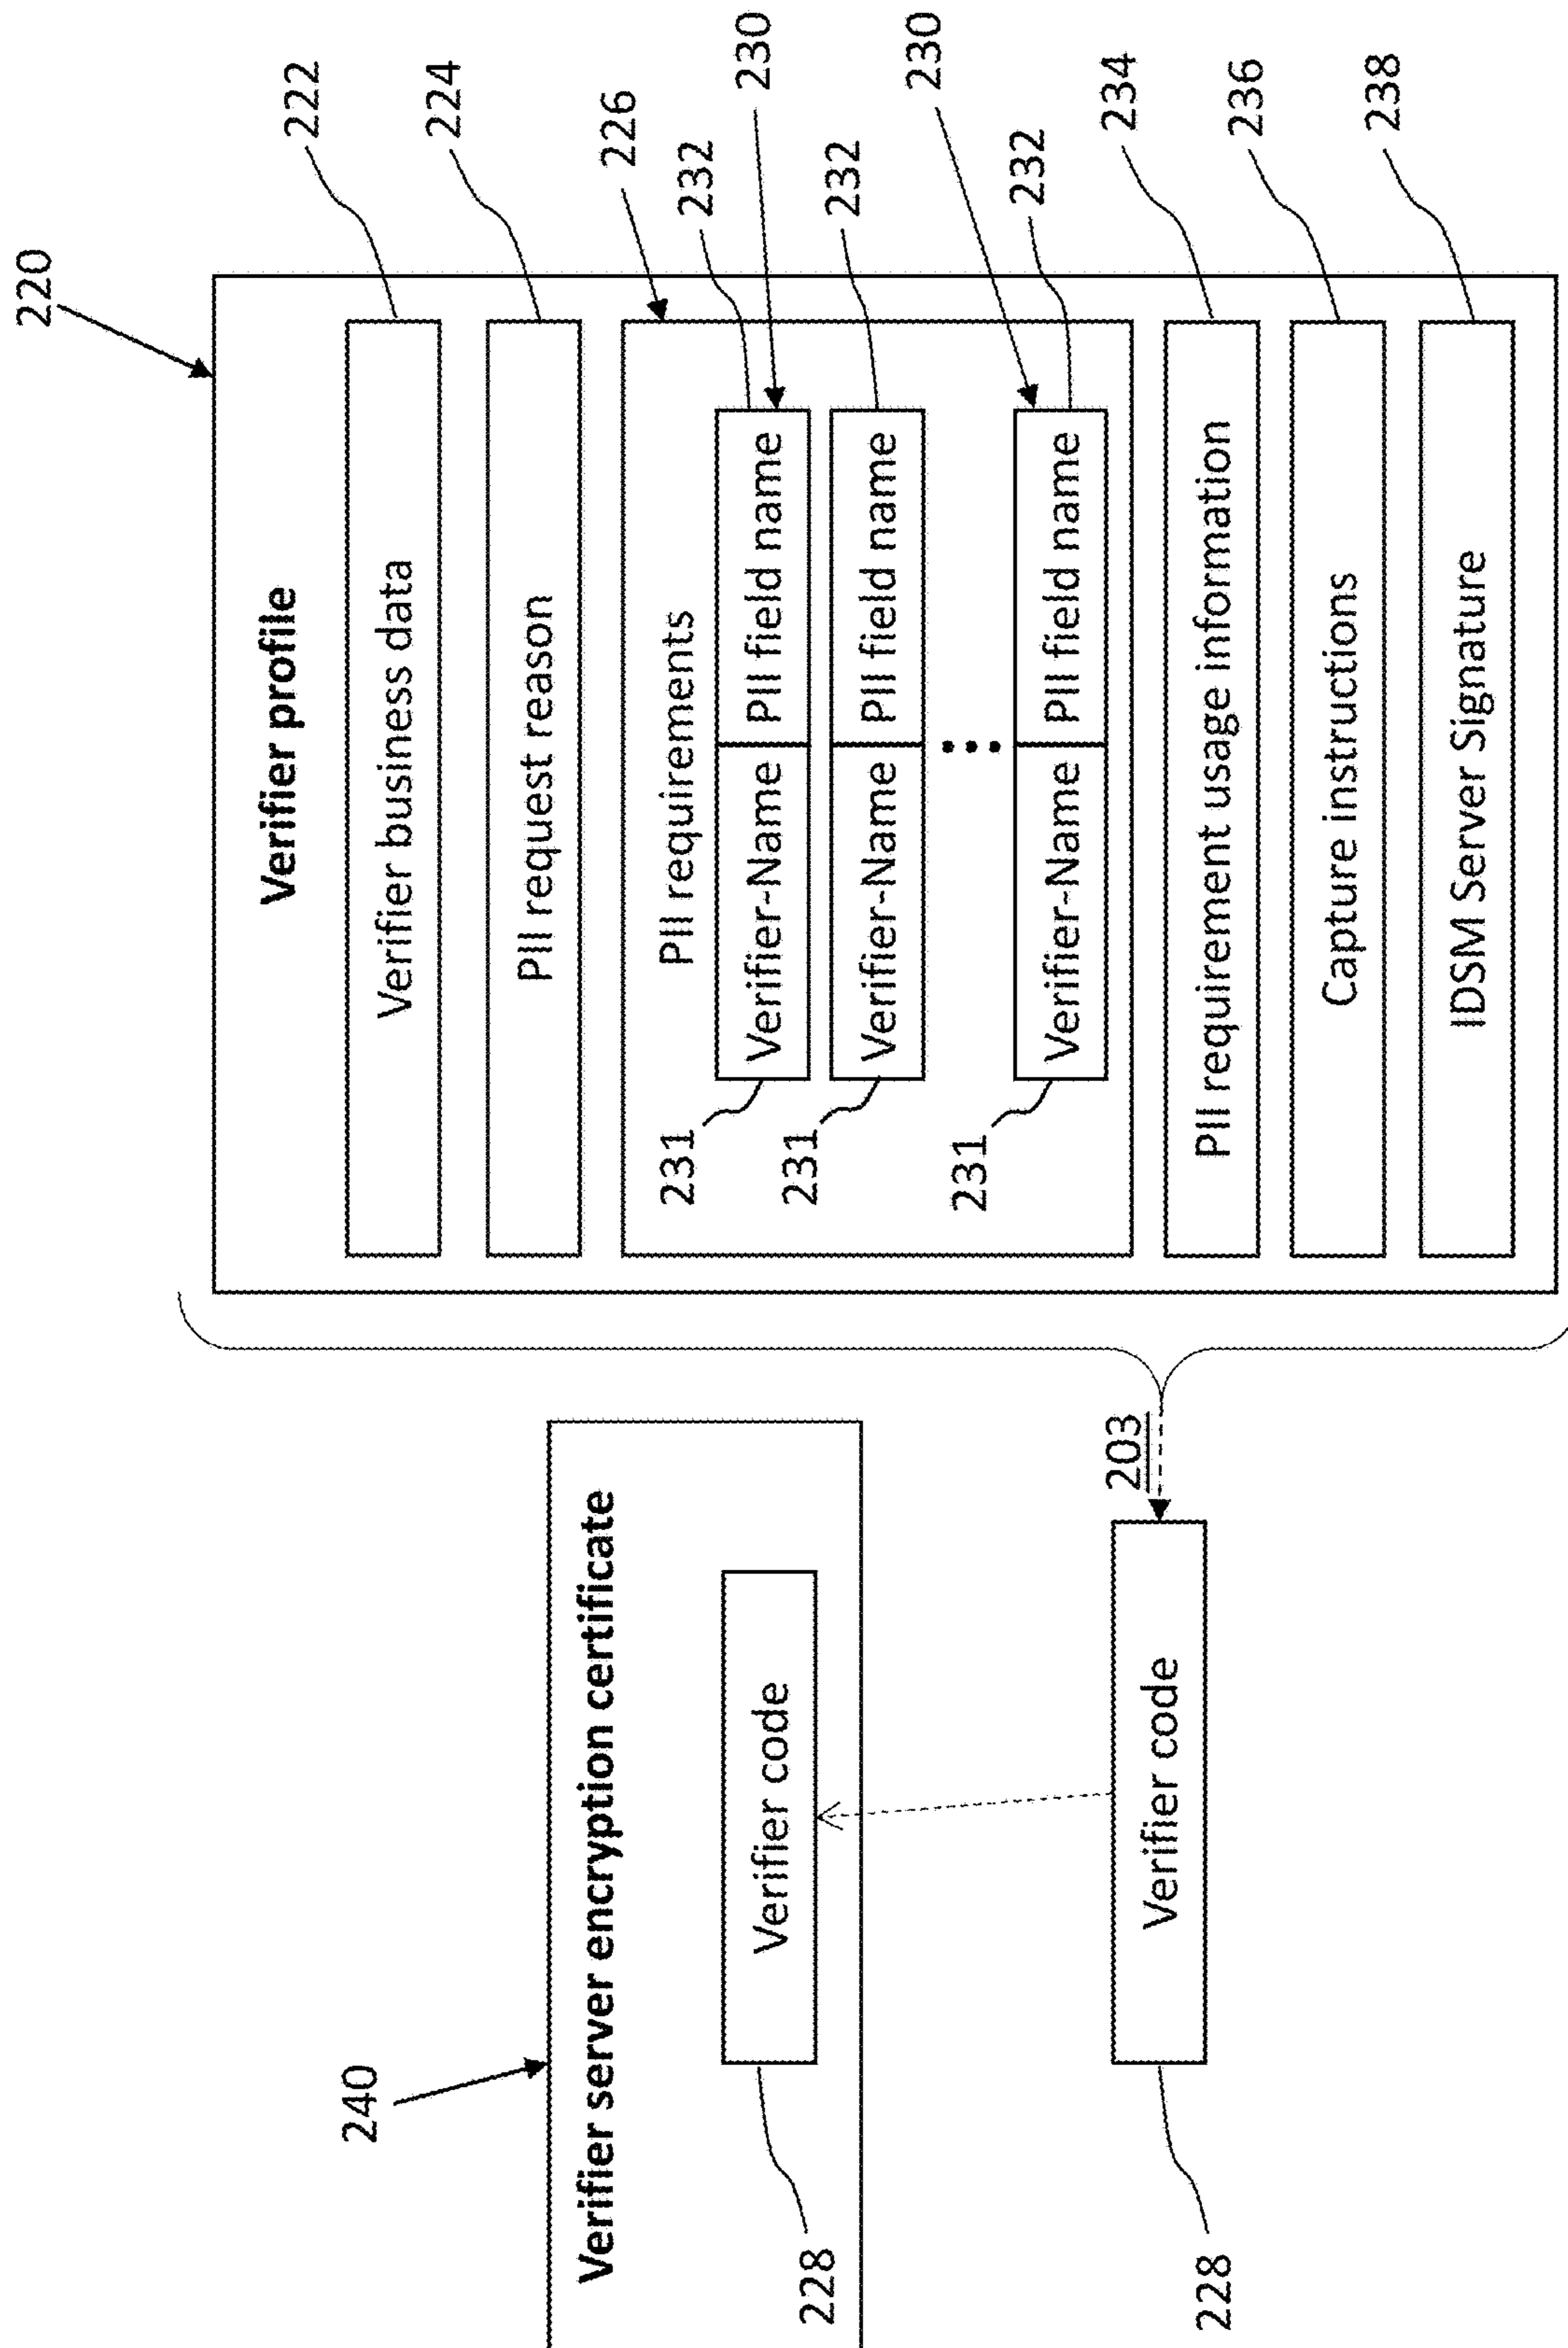 220
Verifier profile
Verifier business data
222
PII request reason
224
226
PII requirements
231
Verifier-Name
PII field name
232
230
231
Verifier-Name
PII field name
232
231
Verifier-Name
PII field name
232
230
PII requirement usage information
234
Capture instructions
236
IDSM Server Signature
238
240
Verifier server encryption certificate
Verifier code
228
203
Verifier code
228